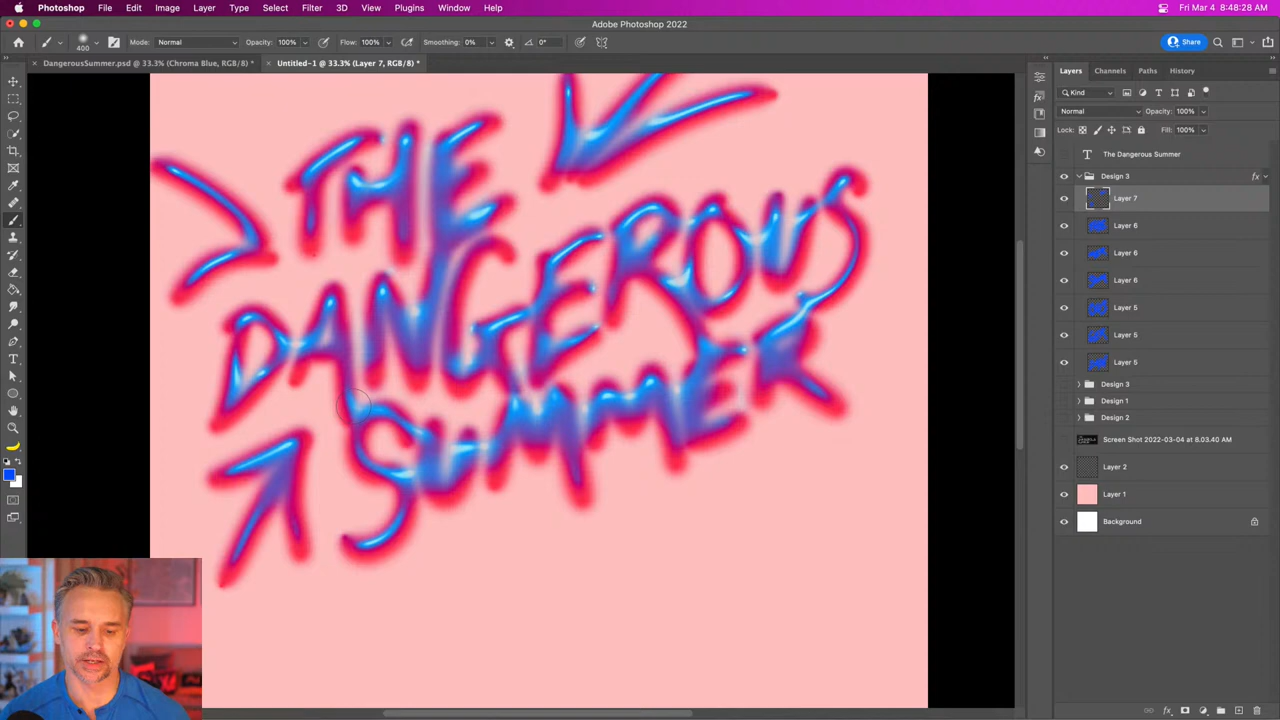 Photoshop File Edit Image Layer Type Select Filter 3D View Plugins Window Help Fri Mar 4 8:48:28 AM
Adobe Photoshop 2022
400 Mode: Normal Opacity: 100% Flow: 100% Smoothing: 0% 0° Share
DangerousSummer.psd @ 33.3% (Chroma Blue, RGB/8) * Untitled-1 @ 33.3% (Layer 7, RGB/8) *
Layers Channels Paths History
Kind
Normal Opacity: 100%
Lock: Fill: 100%
The Dangerous Summer
Design 3 fx
Layer 7
Layer 6
Layer 6
Layer 6
Layer 5
Layer 5
Layer 5
Design 3
Design 1
Design 2
Screen Shot 2022-03-04 at 8.03.40 AM
Layer 2
Layer 1
Background
THE
DANGEROUS
SUMMER